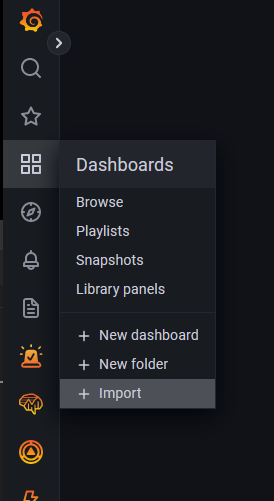 Dashboards
Browse
Playlists
Snapshots
Library panels
+ New dashboard
+ New folder
+ Import